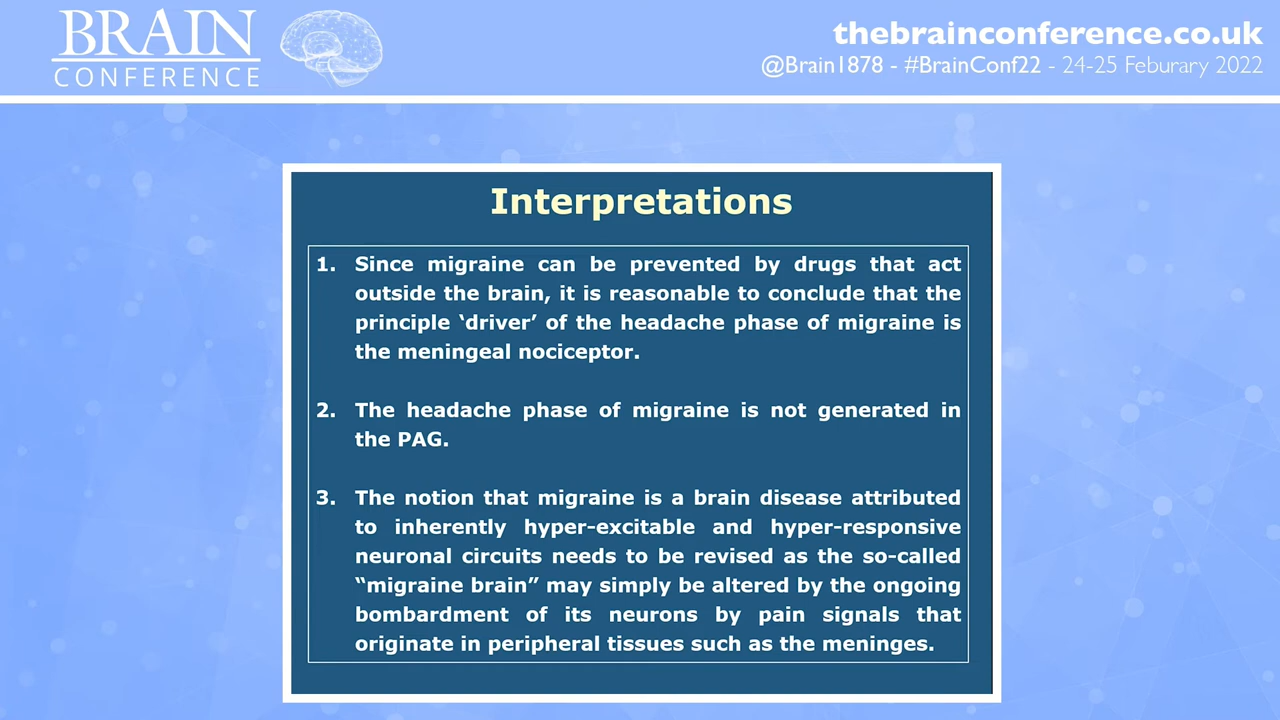 BRAIN
CONFERENCE
thebrainconference.co.uk
@Brain1878 - #BrainConf22 - 24-25 Feburary 2022
Interpretations
1. Since migraine can be prevented by drugs that act
outside the brain, it is reasonable to conclude that the
principle ‘driver’ of the headache phase of migraine is
the meningeal nociceptor.
2. The headache phase of migraine is not generated in
the PAG.
3. The notion that migraine is a brain disease attributed
to inherently hyper-excitable and hyper-responsive
neuronal circuits needs to be revised as the so-called
“migraine brain” may simply be altered by the ongoing
bombardment of its neurons by pain signals that
originate in peripheral tissues such as the meninges.